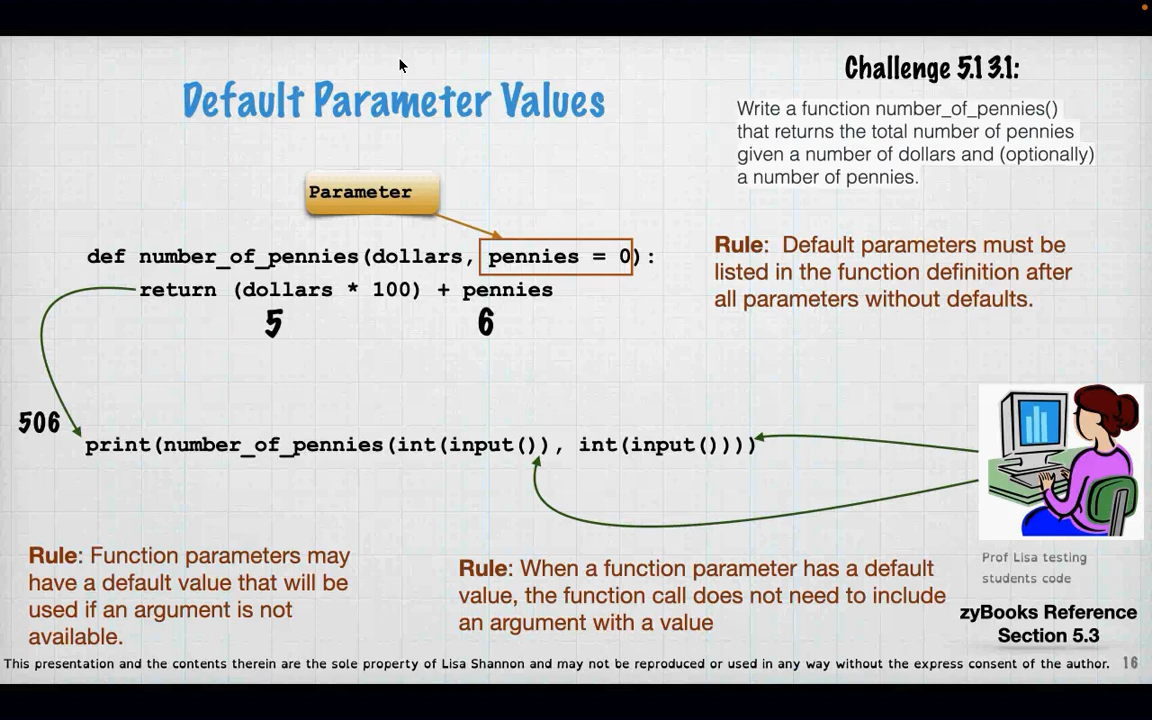 Default Parameter Values
Challenge 5.13.1:
Write a function number_of_pennies()
that returns the total number of pennies
given a number of dollars and (optionally)
a number of pennies.
Parameter
def number_of_pennies(dollars, pennies = 0):
return (dollars * 100) + pennies
5 6
Rule: Default parameters must be
listed in the function definition after
all parameters without defaults.
506
print(number_of_pennies(int(input()), int(input())))
Rule: Function parameters may
have a default value that will be
used if an argument is not
available.
Rule: When a function parameter has a default
value, the function call does not need to include
an argument with a value
Prof Lisa testing
students code
zyBooks Reference
Section 5.3
This presentation and the contents therein are the sole property of Lisa Shannon and may not be reproduced or used in any way without the express consent of the author. 16